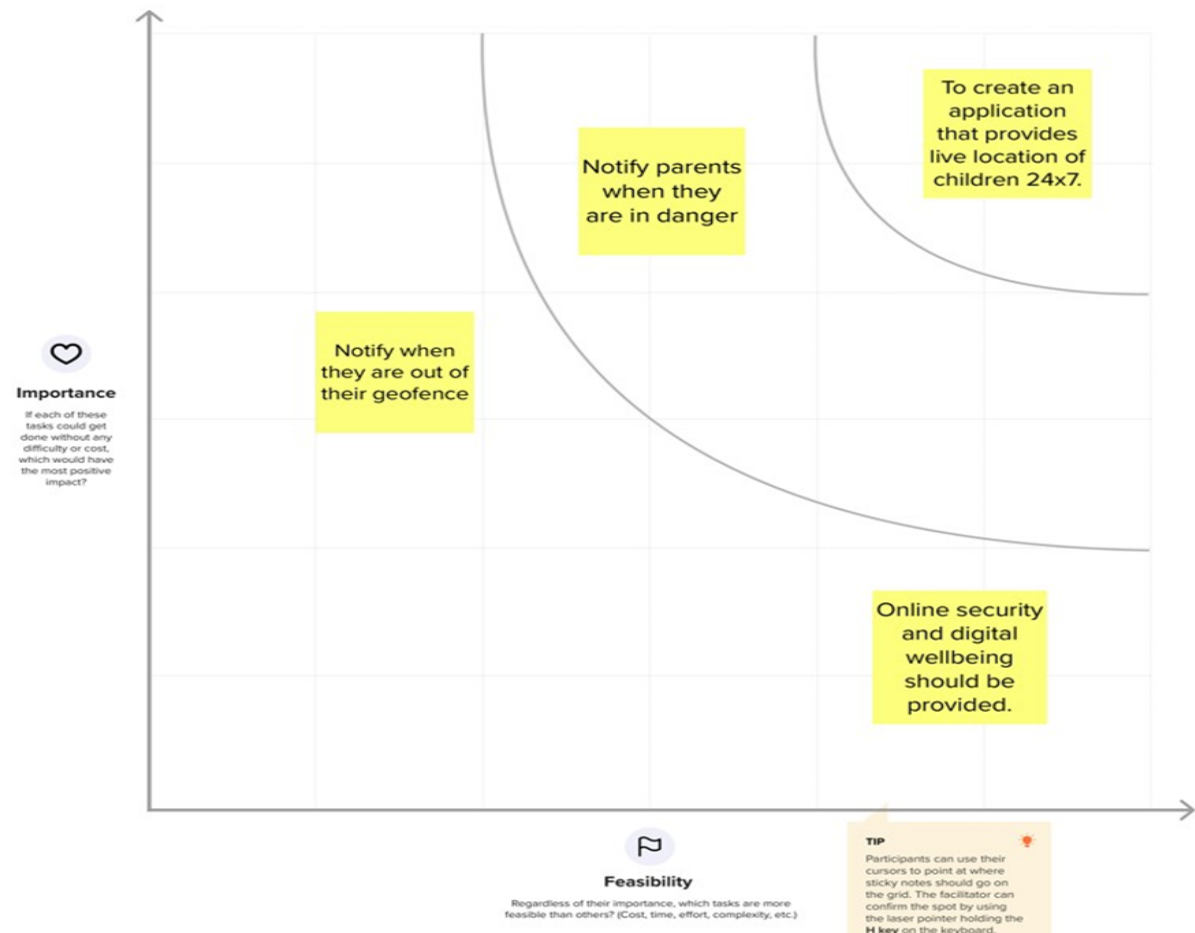 To create an
application
that provides
live location of
children 24x7.
Notify parents
when they
are in danger
Notify when
they are out of
their geofence
Importance
If each of these
tasks could get
done without any
difficulty or cost,
which would have
the most positive
impact?
Online security
and digital
wellbeing
should be
provided.
Feasibility
Regardless of their importance, which tasks are more
feasible than others? (Cost, time, effort, complexity, etc.)
TIP
Participants can use their
cursors to point at where
sticky notes should go on
the grid. The facilitator can
confirm the spot by using
the laser pointer holding the
H key on the keyboard.